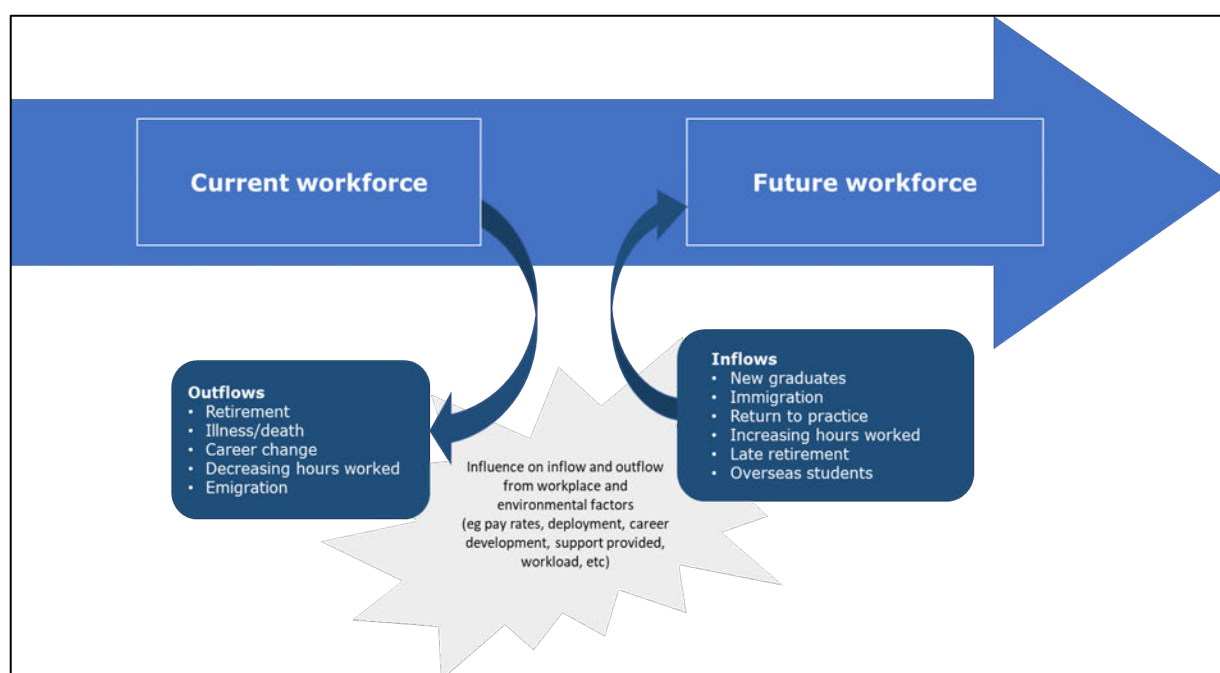 Current workforce
Future workforce
Outflows
• Retirement
• Illness/death
• Career change
• Decreasing hours worked
• Emigration
Influence on inflow and outflow
from workplace and
environmental factors
(eg pay rates, deployment, career
development, support provided,
workload, etc)
Inflows
• New graduates
• Immigration
• Return to practice
• Increasing hours worked
• Late retirement
• Overseas students